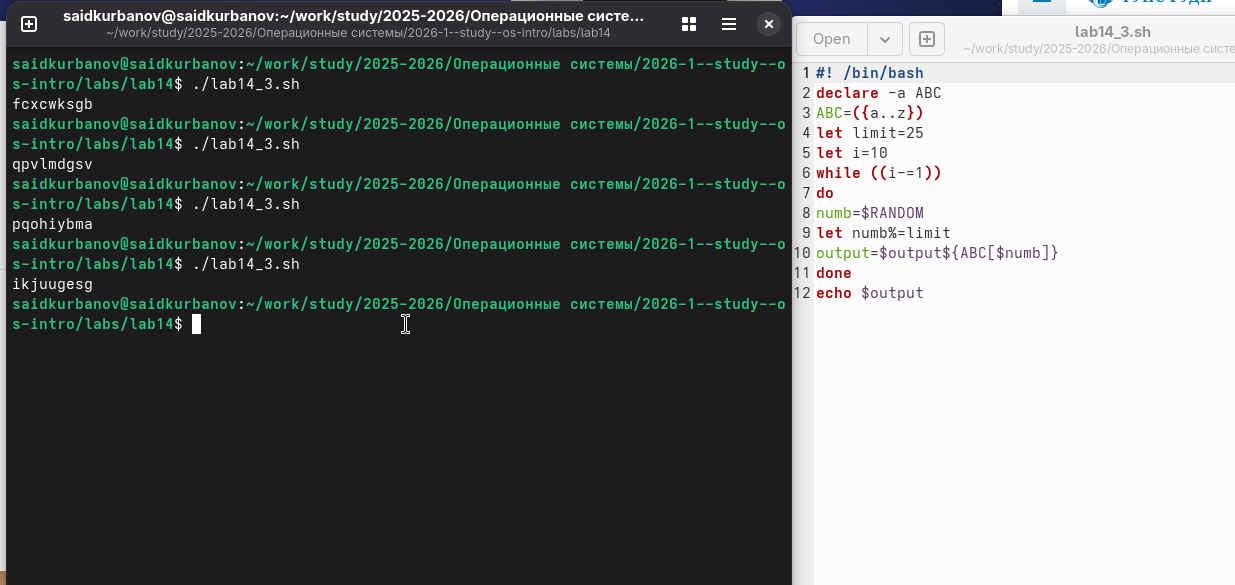 saidkurbanov@saidkurbanov:~/work/study/2025-2026/Операционные систе...
~/work/study/2025-2026/Операционные системы/2026-1--study--os-intro/labs/lab14
saidkurbanov@saidkurbanov:~/work/study/2025-2026/Операционные системы/2026-1--study--o
s-intro/labs/lab14$ ./lab14_3.sh
fcxcwksgb
saidkurbanov@saidkurbanov:~/work/study/2025-2026/Операционные системы/2026-1--study--o
s-intro/labs/lab14$ ./lab14_3.sh
qpvlmdgsv
saidkurbanov@saidkurbanov:~/work/study/2025-2026/Операционные системы/2026-1--study--o
s-intro/labs/lab14$ ./lab14_3.sh
pqohiybma
saidkurbanov@saidkurbanov:~/work/study/2025-2026/Операционные системы/2026-1--study--o
s-intro/labs/lab14$ ./lab14_3.sh
ikjuugesg
saidkurbanov@saidkurbanov:~/work/study/2025-2026/Операционные системы/2026-1--study--o
s-intro/labs/lab14$
Open
lab14_3.sh
~/work/study/2025-2026/Операционные систе
1 #! /bin/bash
2 declare -a ABC
3 ABC=({a..z})
4 let limit=25
5 let i=10
6 while ((i-=1))
7 do
8 numb=$RANDOM
9 let numb%=limit
10 output=$output${ABC[$numb]}
11 done
12 echo $output